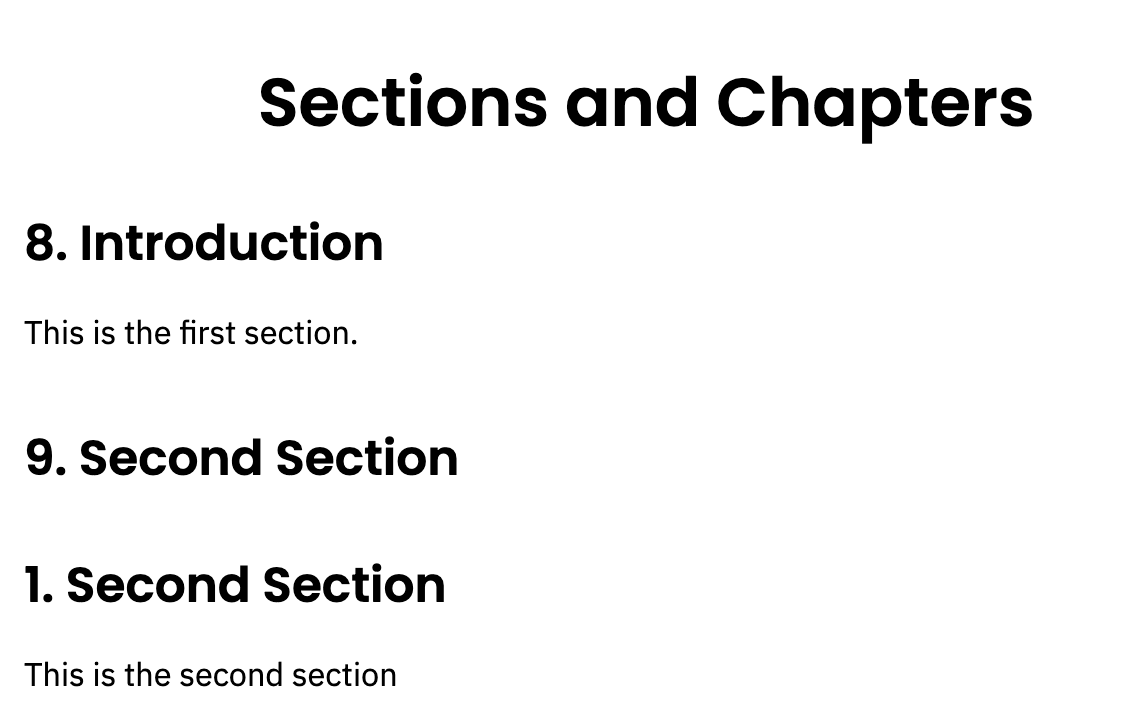 Sections and Chapters
8. Introduction
This is the first section.
9. Second Section
1. Second Section
This is the second section